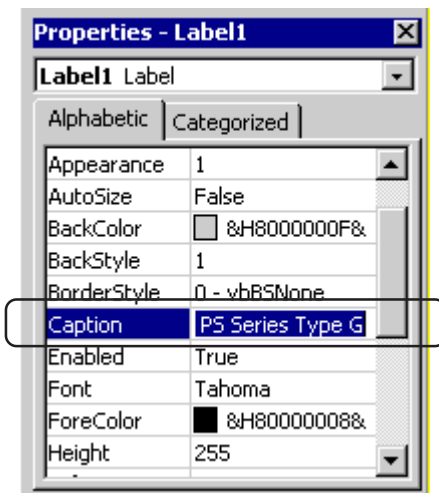 Properties - Label1
Label1 Label
Alphabetic Categorized
Appearance 1
AutoSize False
BackColor &H8000000F&
BackStyle 1
BorderStyle 0 - vbBSNone
Caption PS Series Type G
Enabled True
Font Tahoma
ForeColor &H80000008&
Height 255